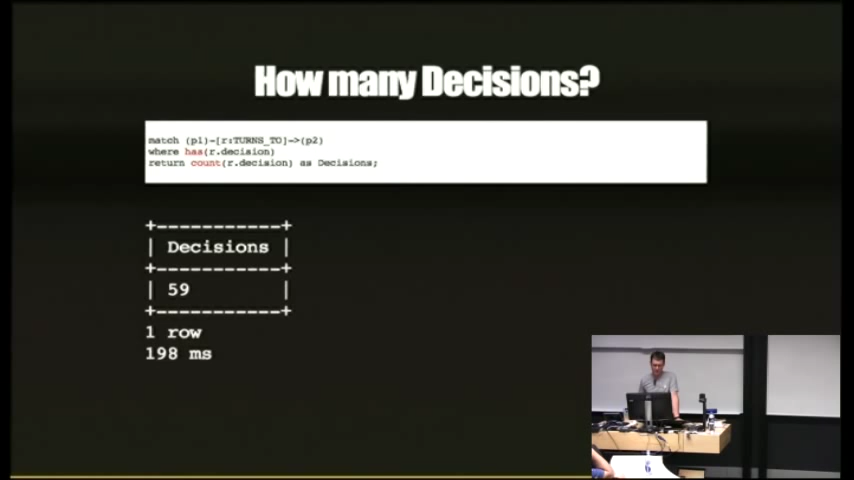 How many Decisions?
match (p1)-[r:TURNS_TO]->(p2)
where has(r.decision)
return count(r.decision) as Decisions;
+-----------+
| Decisions |
+-----------+
| 59        |
+-----------+
1 row
198 ms